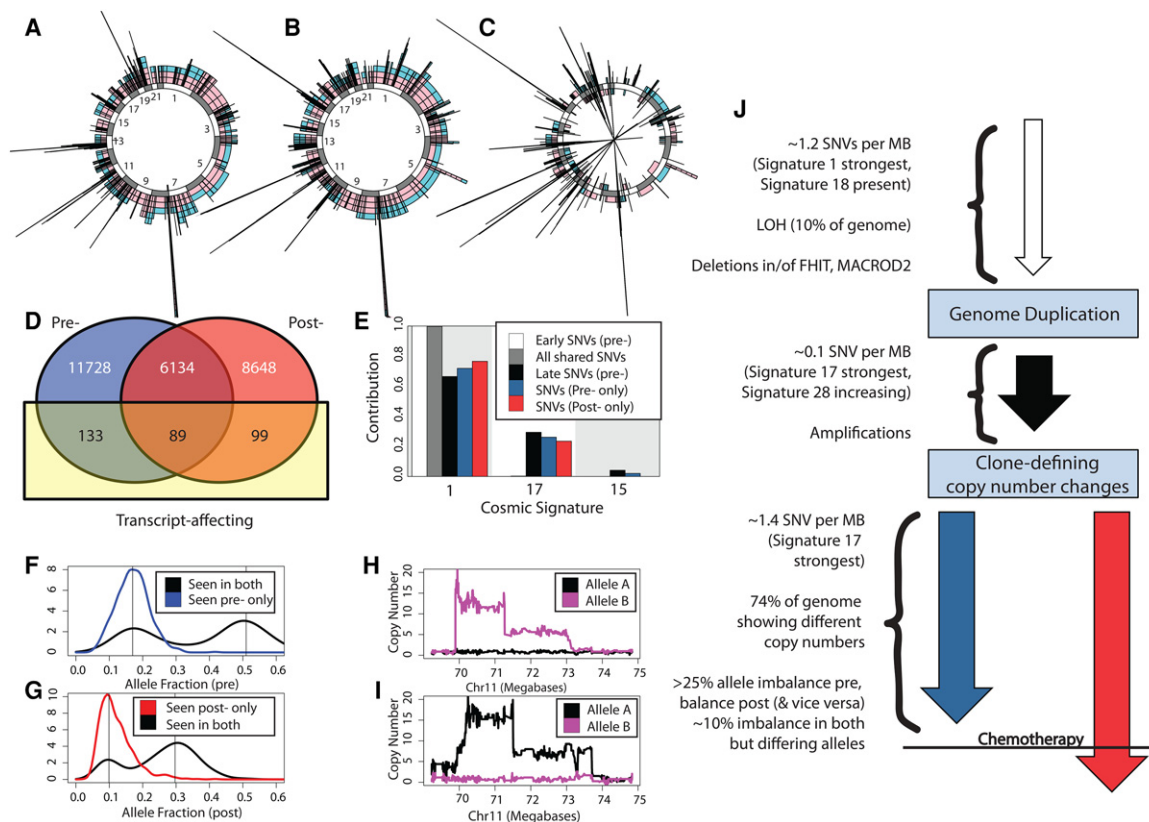 A
B
C
J
1
3
5
7
9
11
13
15
17
19
21
1
3
5
7
9
11
13
15
17
19
21
D
Pre-
Post-
11728
6134
8648
133
89
99
Transcript-affecting
E
Contribution
0.0
0.2
0.4
0.6
0.8
1.0
Early SNVs (pre-)
All shared SNVs
Late SNVs (pre-)
SNVs (Pre- only)
SNVs (Post- only)
1
17
15
Cosmic Signature
F
8
6
4
2
0
Seen in both
Seen pre- only
0.0
0.1
0.2
0.3
0.4
0.5
0.6
Allele Fraction (pre)
G
10
8
6
4
2
0
Seen post- only
Seen in both
0.0
0.1
0.2
0.3
0.4
0.5
0.6
Allele Fraction (post)
H
Copy Number
0
5
10
15
20
Allele A
Allele B
70
71
72
73
74
75
Chr11 (Megabases)
I
Copy Number
0
5
10
15
20
Allele A
Allele B
70
71
72
73
74
75
Chr11 (Megabases)
~1.2 SNVs per MB
(Signature 1 strongest,
Signature 18 present)
LOH (10% of genome)
Deletions in/of FHIT, MACROD2
Genome Duplication
~0.1 SNV per MB
(Signature 17 strongest,
Signature 28 increasing)
Amplifications
Clone-defining
copy number changes
~1.4 SNV per MB
(Signature 17
strongest)
74% of genome
showing different
copy numbers
>25% allele imbalance pre,
balance post (& vice versa)
~10% imbalance in both
but differing alleles
Chemotherapy